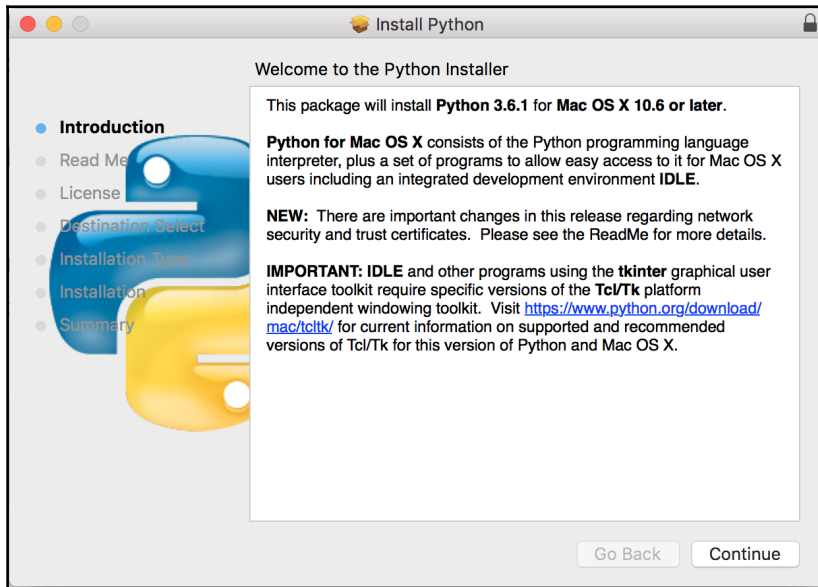 Install Python
Welcome to the Python Installer
Introduction
Read Me
License
Destination Select
Installation Type
Installation
Summary
This package will install Python 3.6.1 for Mac OS X 10.6 or later.
Python for Mac OS X consists of the Python programming language
interpreter, plus a set of programs to allow easy access to it for Mac OS X
users including an integrated development environment IDLE.
NEW:  There are important changes in this release regarding network
security and trust certificates.  Please see the ReadMe for more details.
IMPORTANT: IDLE and other programs using the tkinter graphical user
interface toolkit require specific versions of the Tcl/Tk platform
independent windowing toolkit.  Visit https://www.python.org/download/
mac/tcltk/ for current information on supported and recommended
versions of Tcl/Tk for this version of Python and Mac OS X.
Go Back
Continue